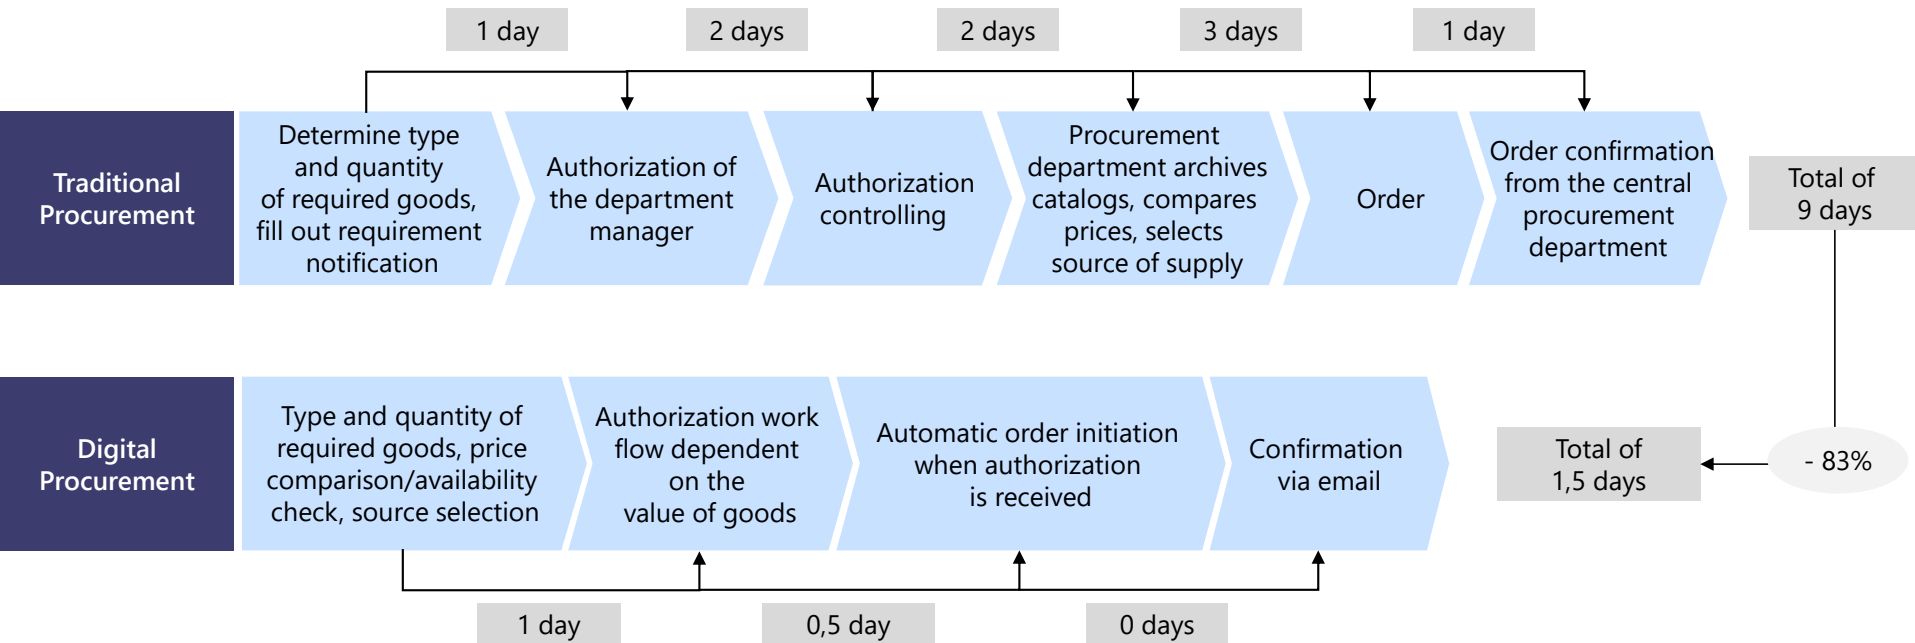 1 day
2 days
2 days
3 days
1 day
Traditional
Procurement
Determine type
and quantity
of required goods,
fill out requirement
notification
Authorization of
the department
manager
Authorization
controlling
Procurement
department archives
catalogs, compares
prices, selects
source of supply
Order
Order confirmation
from the central
procurement
department
Total of
9 days
Digital
Procurement
Type and quantity of
required goods, price
comparison/availability
check, source selection
Authorization work
flow dependent
on the
value of goods
Automatic order initiation
when authorization
is received
Confirmation
via email
Total of
1,5 days
- 83%
1 day
0,5 day
0 days